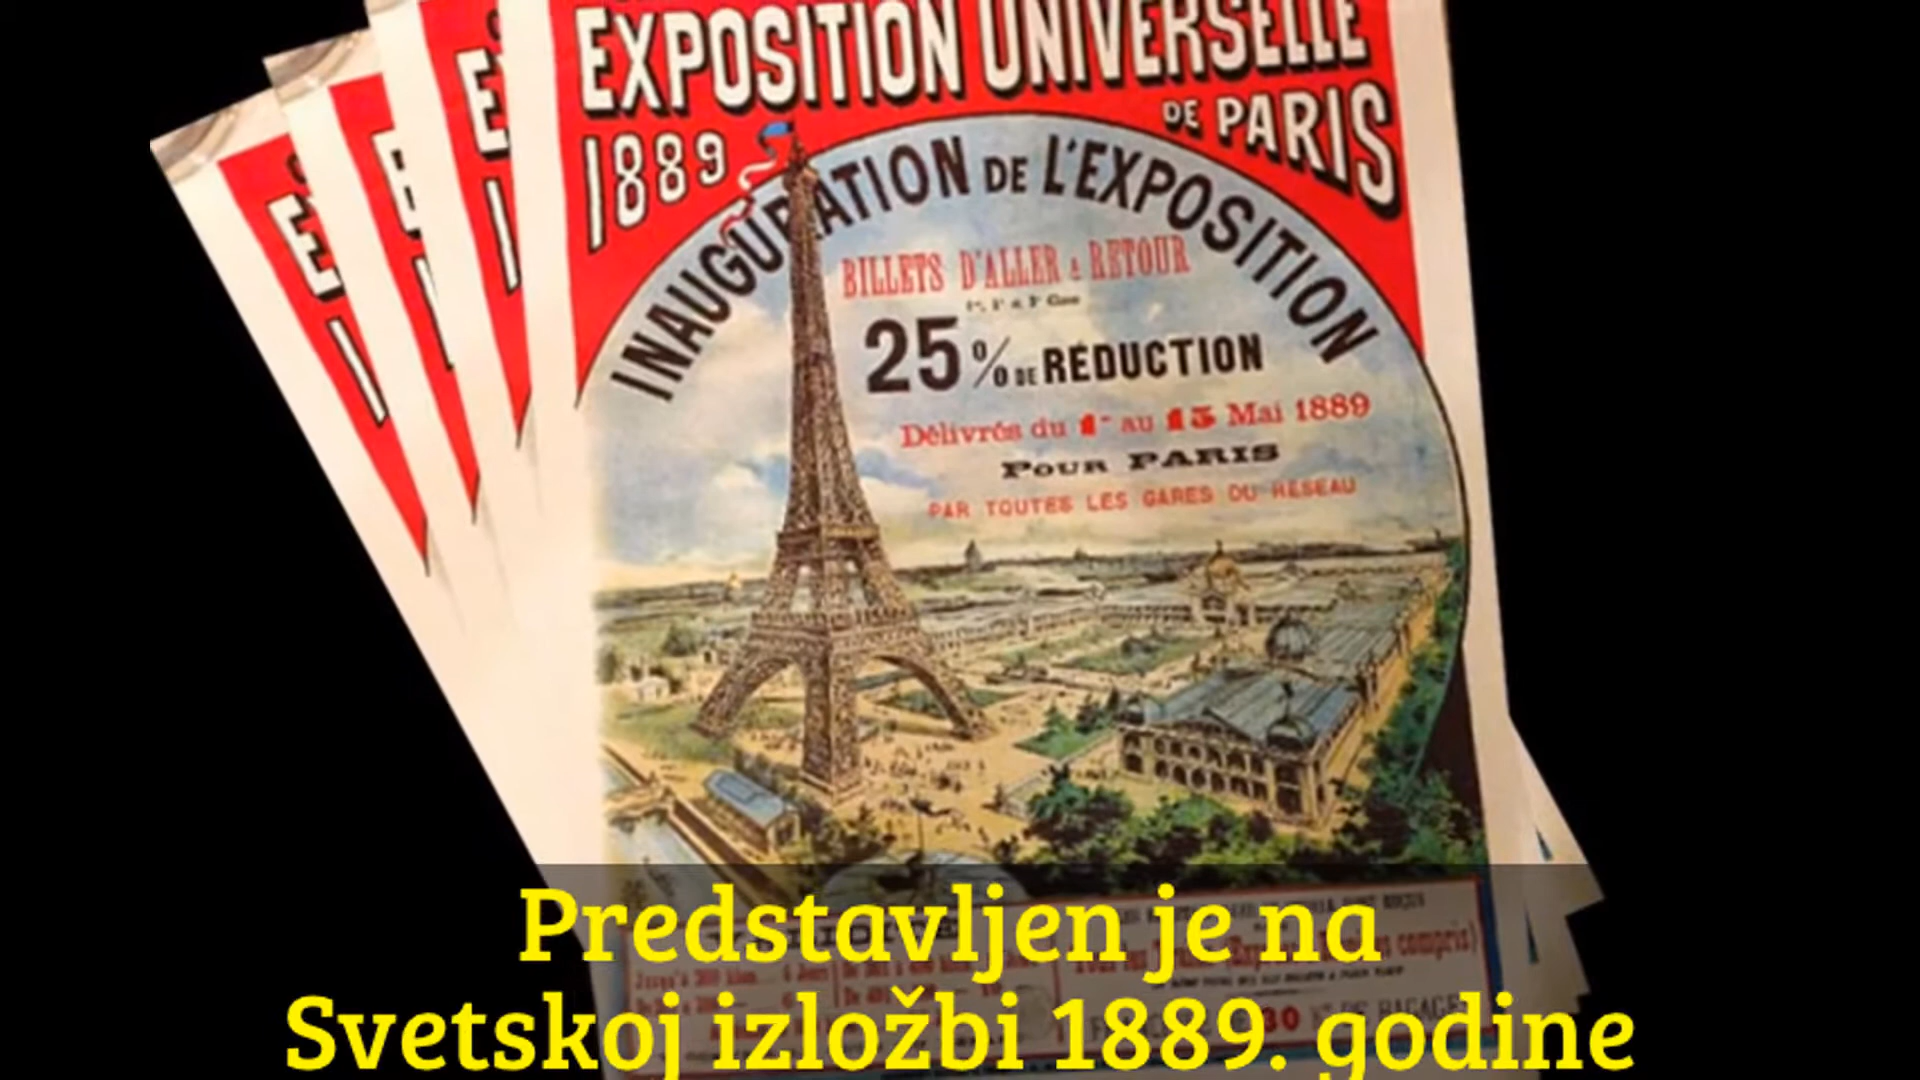 EXPOSITION UNIVERSELLE
DE PARIS
1889
INAUGURATION DE L'EXPOSITION
BILLETS D'ALLER & RETOUR
25% DE RÉDUCTION
Délivrés du 1er au 15 Mai 1889
POUR PARIS
PAR TOUTES LES GARES DU RÉSEAU
Predstavljen je na
Svetskoj izložbi 1889. godine